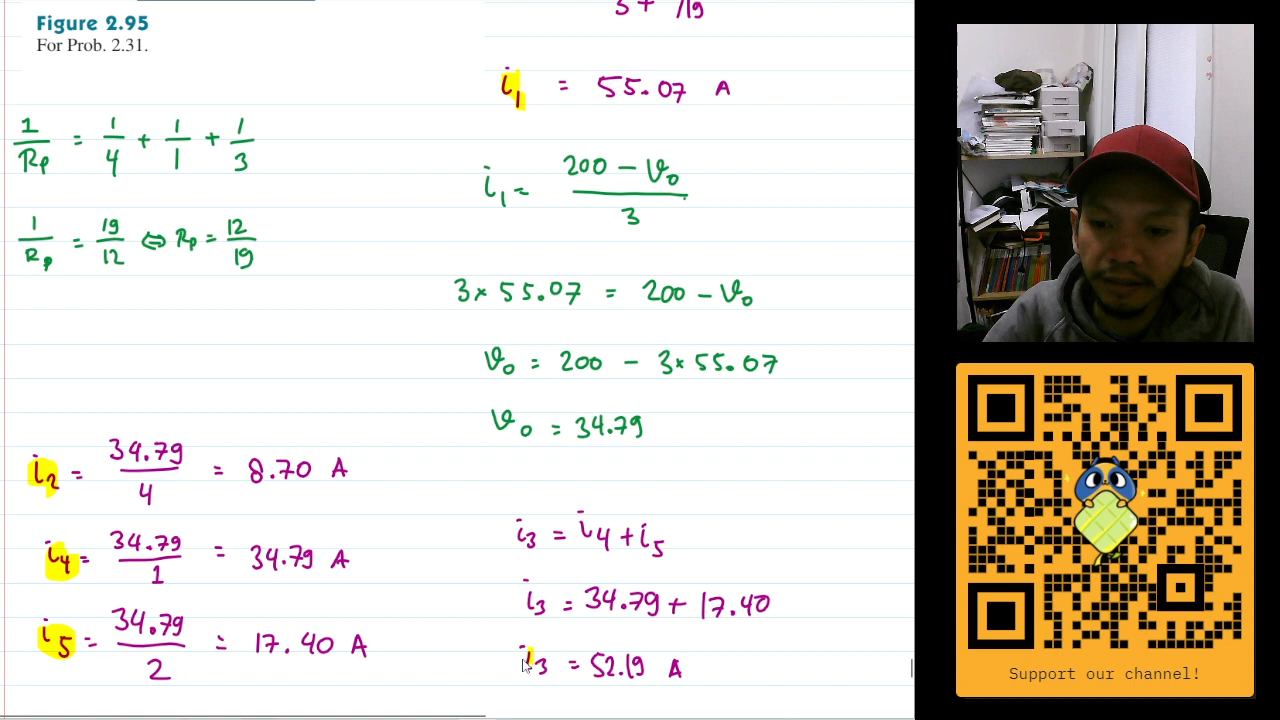 Figure 2.95
For Prob. 2.31.
1/Rp = 1/4 + 1/1 + 1/3
1/Rp = 19/12 ⇔ Rp = 12/19
i2 = 34.79/4 = 8.70 A
i4 = 34.79/1 = 34.79 A
i5 = 34.79/2 = 17.40 A
3 + /19
i1 = 55.07 A
i1 = (200 - v0)/3
3 × 55.07 = 200 - v0
v0 = 200 - 3 × 55.07
v0 = 34.79
i3 = i4 + i5
i3 = 34.79 + 17.40
i3 = 52.19 A
Support our channel!